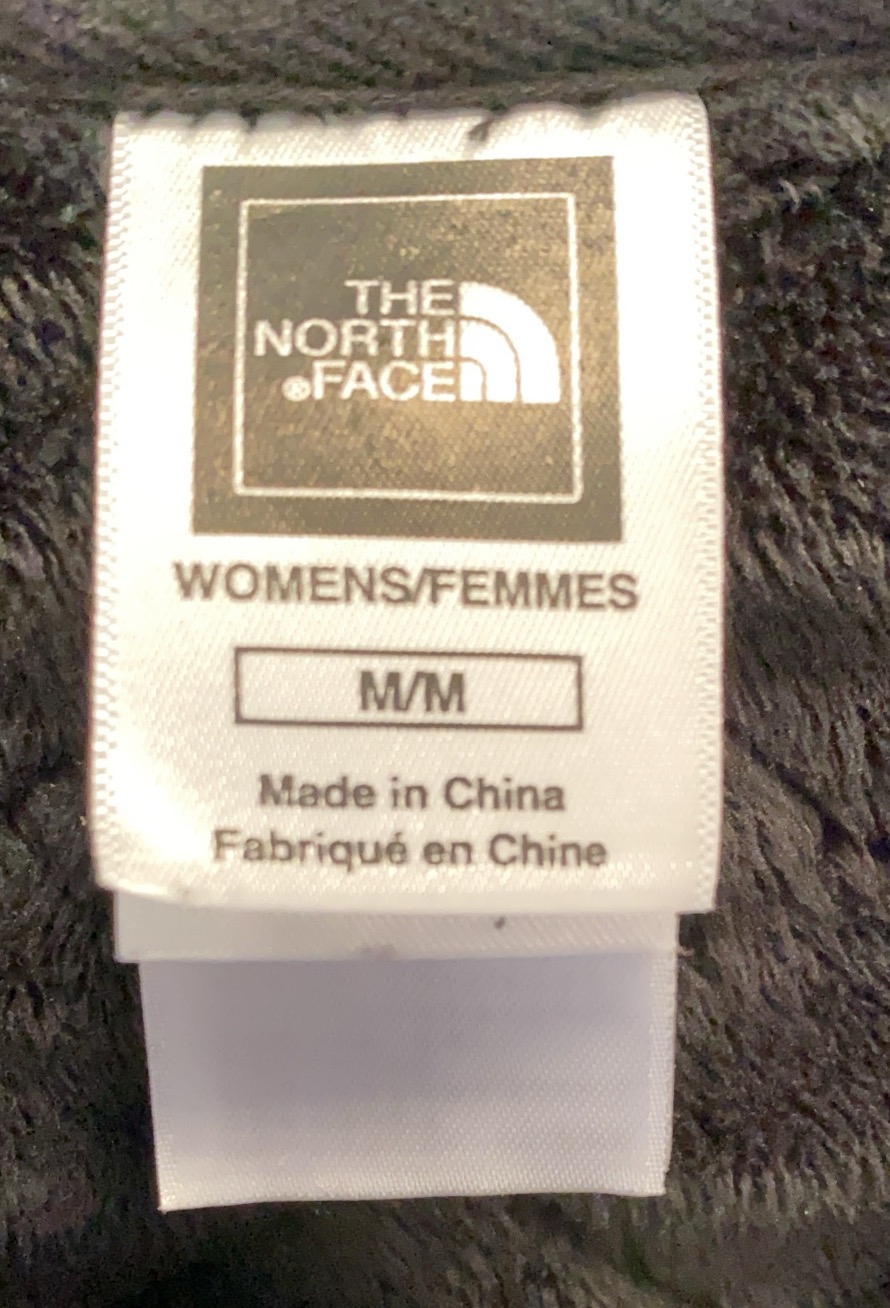 THE
NORTH
®FACE
WOMENS/FEMMES
M/M
Made in China
Fabriqué en Chine